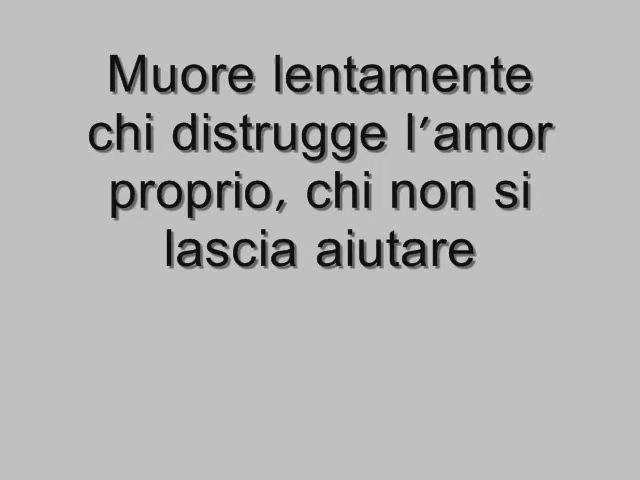 Muore lentamente
chi distrugge l'amor
proprio, chi non si
lascia aiutare